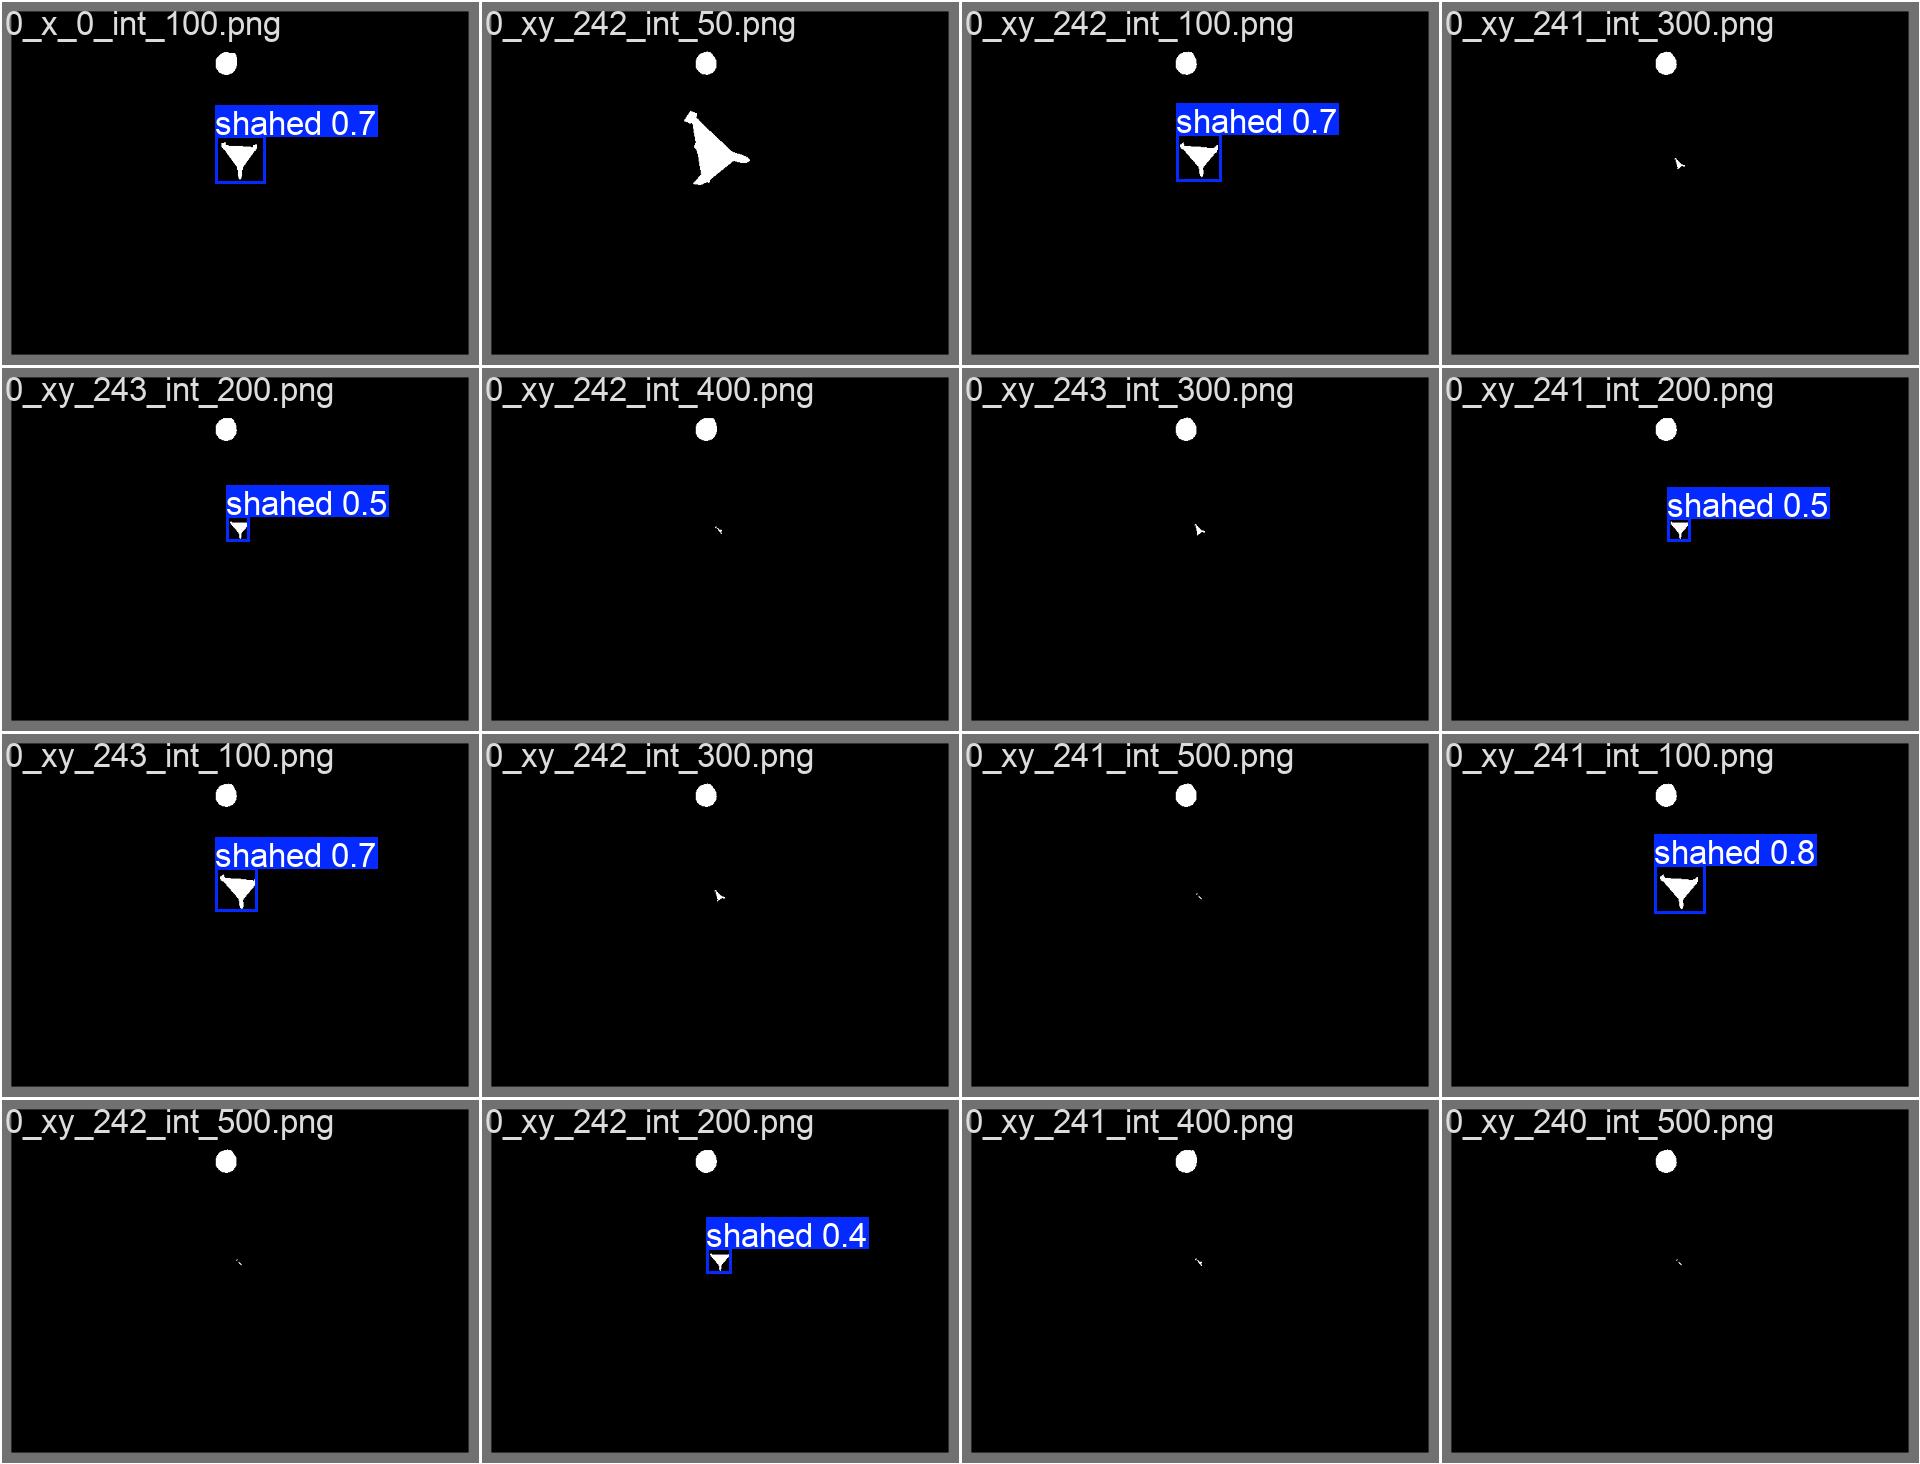 0_x_0_int_100.png
0_xy_242_int_50.png
0_xy_242_int_100.png
0_xy_241_int_300.png
shahed 0.7
shahed 0.7
0_xy_243_int_200.png
0_xy_242_int_400.png
0_xy_243_int_300.png
0_xy_241_int_200.png
shahed 0.5
shahed 0.5
0_xy_243_int_100.png
0_xy_242_int_300.png
0_xy_241_int_500.png
0_xy_241_int_100.png
shahed 0.7
shahed 0.8
0_xy_242_int_500.png
0_xy_242_int_200.png
0_xy_241_int_400.png
0_xy_240_int_500.png
shahed 0.4